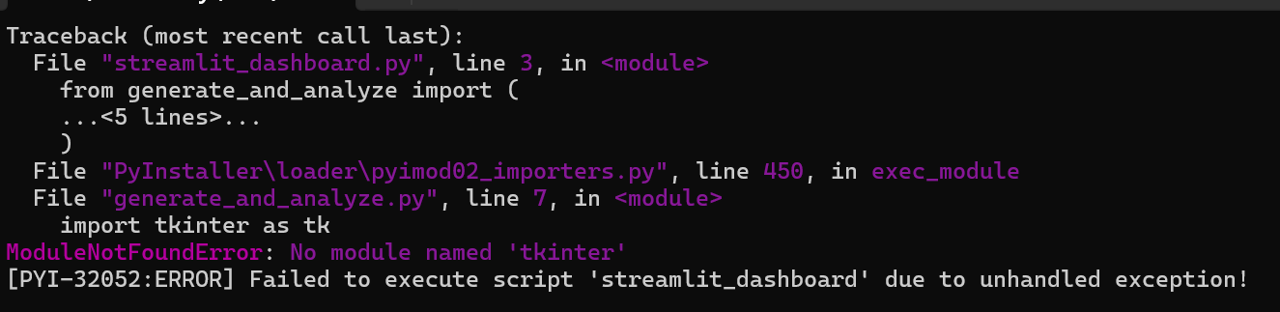 Traceback (most recent call last):
  File "streamlit_dashboard.py", line 3, in <module>
    from generate_and_analyze import (
    ...<5 lines>...
    )
  File "PyInstaller\loader\pyimod02_importers.py", line 450, in exec_module
  File "generate_and_analyze.py", line 7, in <module>
    import tkinter as tk
ModuleNotFoundError: No module named 'tkinter'
[PYI-32052:ERROR] Failed to execute script 'streamlit_dashboard' due to unhandled exception!